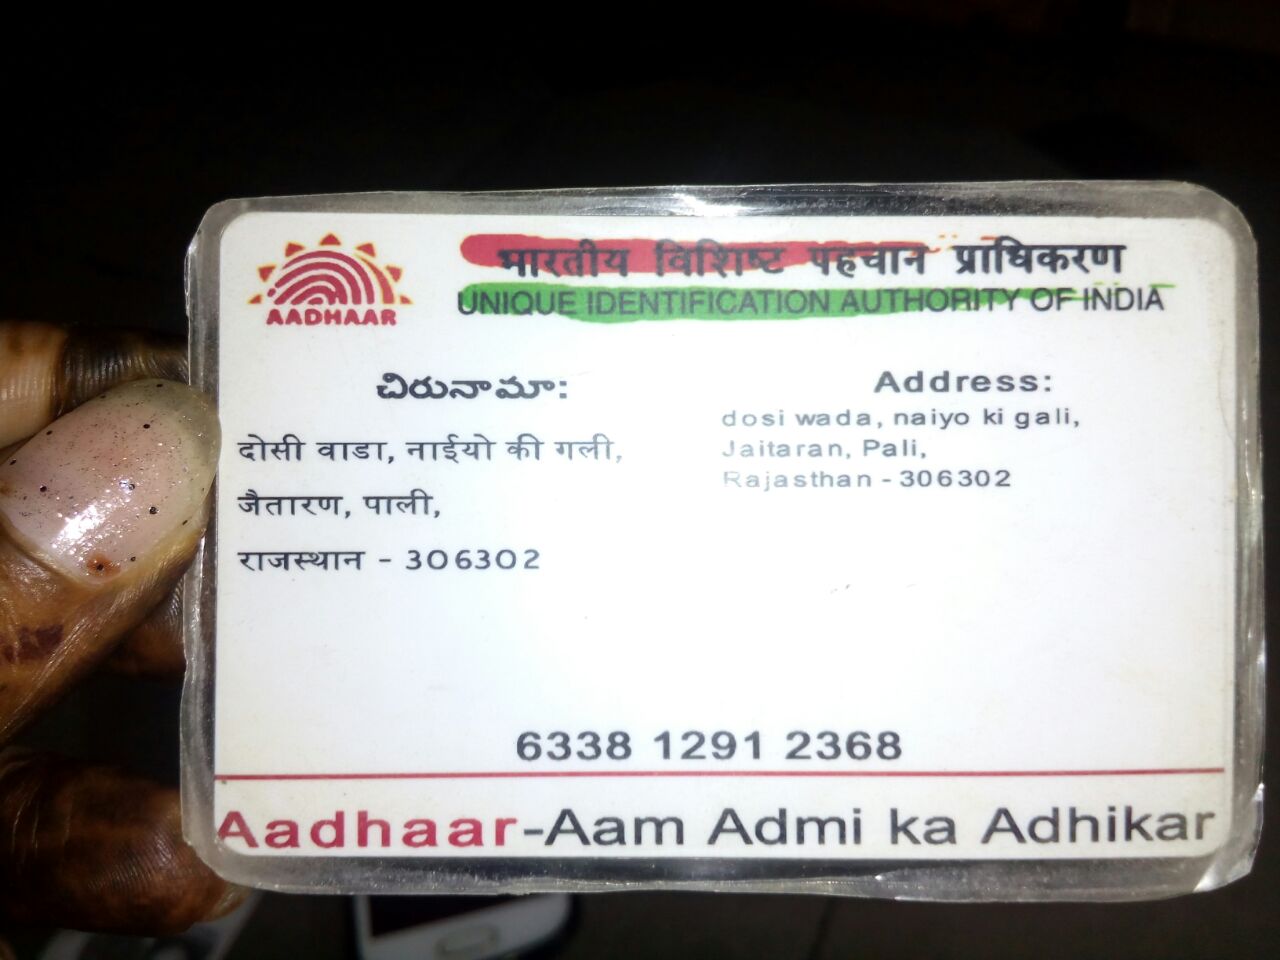 AADHAAR
भारतीय विशिष्ट पहचान प्राधिकरण
UNIQUE IDENTIFICATION AUTHORITY OF INDIA
చిరునామా:
दोसी वाडा, नाईयो की गली,
जैतारण, पाली,
राजस्थान - 306302
Address:
dosi wada, naiyo ki gali,
Jaitaran, Pali,
Rajasthan - 306302
6338 1291 2368
Aadhaar-Aam Admi ka Adhikar